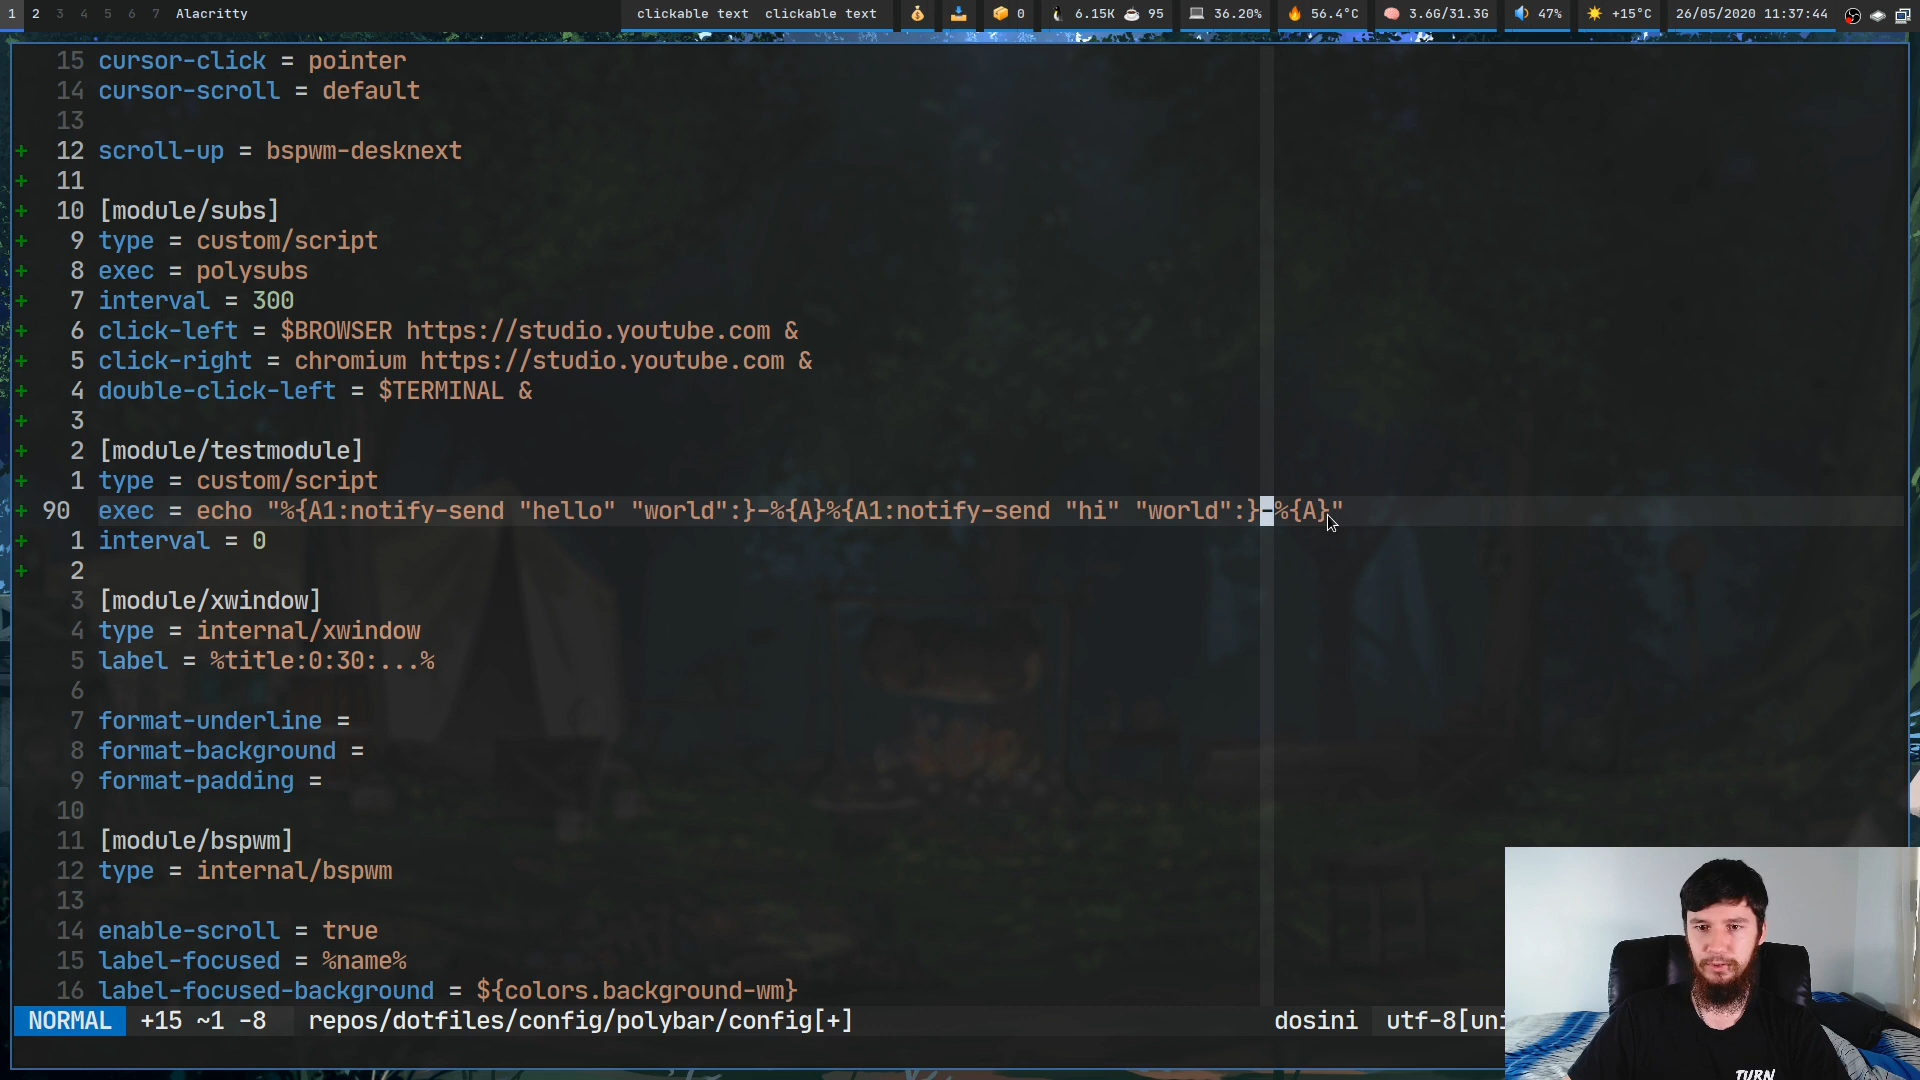 1 2 3 4 5 6 7 Alacritty clickable text clickable text 0 6.15K 95 36.20% 56.4°C 3.6G/31.3G 47% +15°C 26/05/2020 11:37:44
15 cursor-click = pointer
14 cursor-scroll = default
13
+ 12 scroll-up = bspwm-desknext
+ 11
+ 10 [module/subs]
+ 9 type = custom/script
+ 8 exec = polysubs
+ 7 interval = 300
+ 6 click-left = $BROWSER https://studio.youtube.com &
+ 5 click-right = chromium https://studio.youtube.com &
+ 4 double-click-left = $TERMINAL &
+ 3
+ 2 [module/testmodule]
+ 1 type = custom/script
+ 90 exec = echo "%{A1:notify-send "hello" "world":}-%{A}%{A1:notify-send "hi" "world":}-%{A}"
+ 1 interval = 0
+ 2
3 [module/xwindow]
4 type = internal/xwindow
5 label = %title:0:30:...%
6
7 format-underline =
8 format-background =
9 format-padding =
10
11 [module/bspwm]
12 type = internal/bspwm
13
14 enable-scroll = true
15 label-focused = %name%
16 label-focused-background = ${colors.background-wm}
NORMAL +15 ~1 -8 repos/dotfiles/config/polybar/config[+] dosini utf-8[uni
TURN